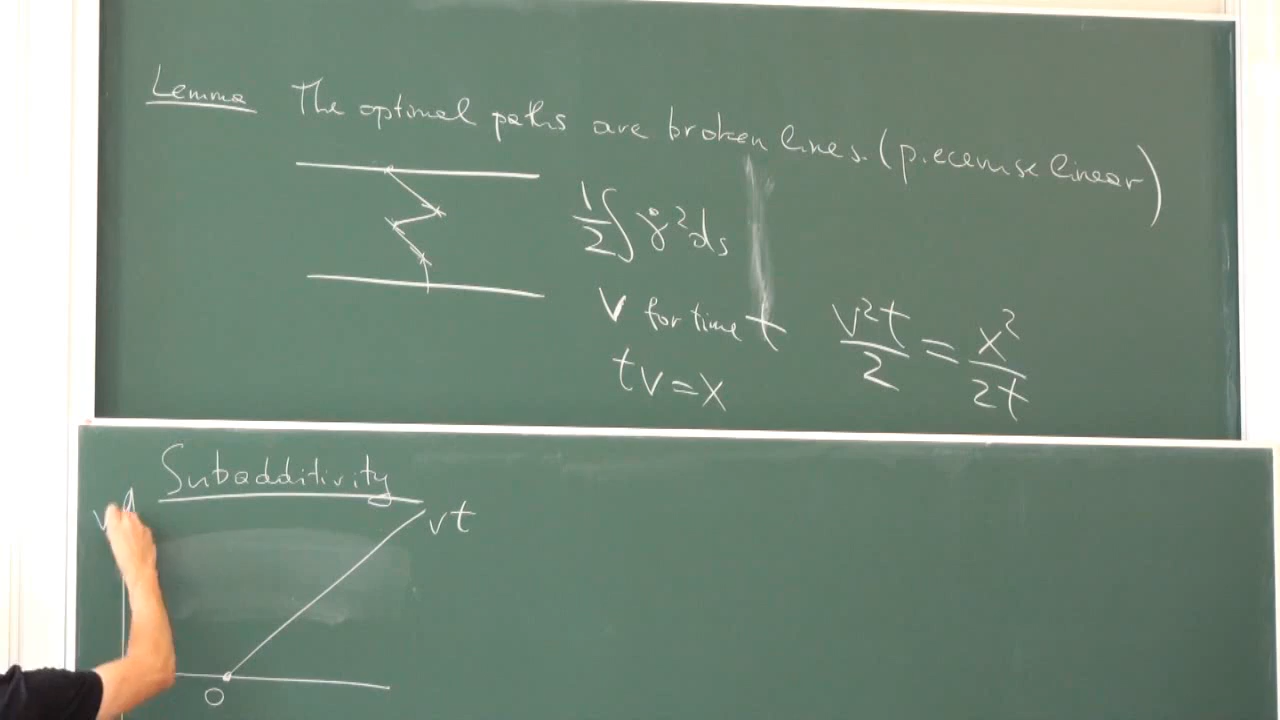 Lemma The optimal paths are broken lines. (piecewise linear)
1/2 ∫ γ̇² ds
v for time t
tv = x
v²t/2 = x²/2t
Subadditivity
vt
0